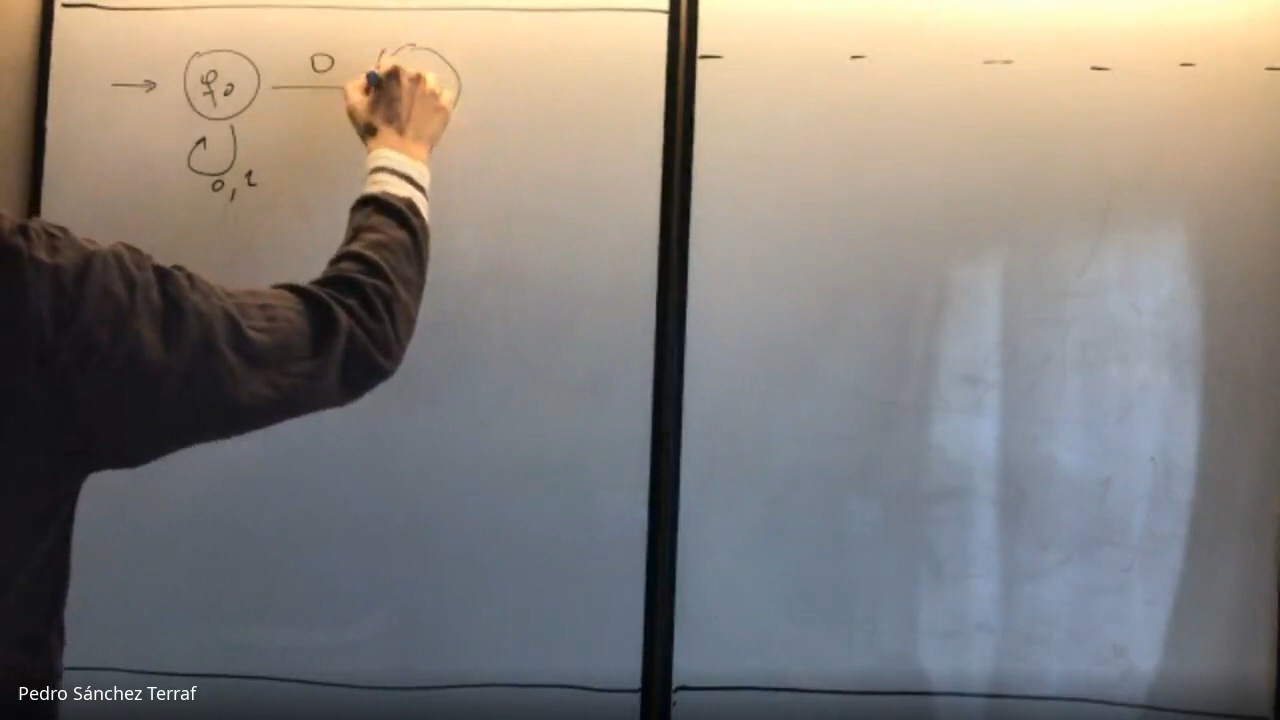 0
→ q₀
0, 1
Pedro Sánchez Terraf